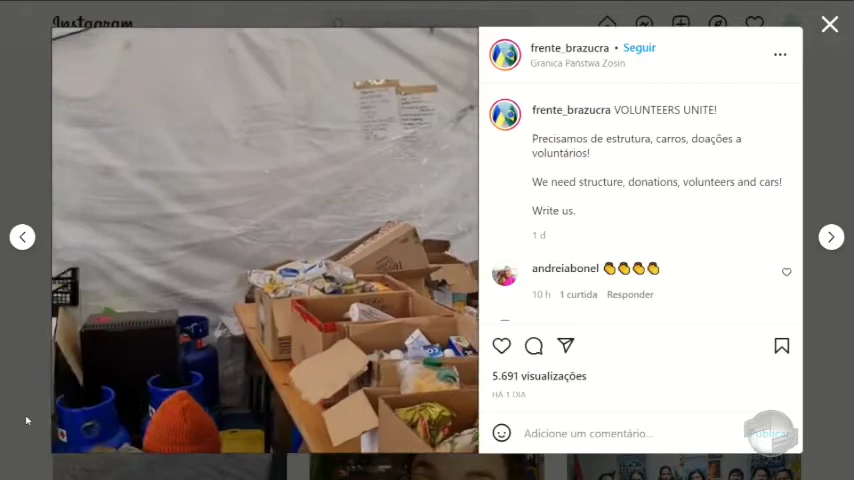 Instagram
frente_brazucra • Seguir
Granica Państwa Zosin
frente_brazucra VOLUNTEERS UNITE!
Precisamos de estrutura, carros, doações a
voluntários!
We need structure, donations, volunteers and cars!
Write us.
1 d
andreiabonel 👏👏👏👏
10 h 1 curtida Responder
5.691 visualizações
HÁ 1 DIA
Adicione um comentário...
Publicar